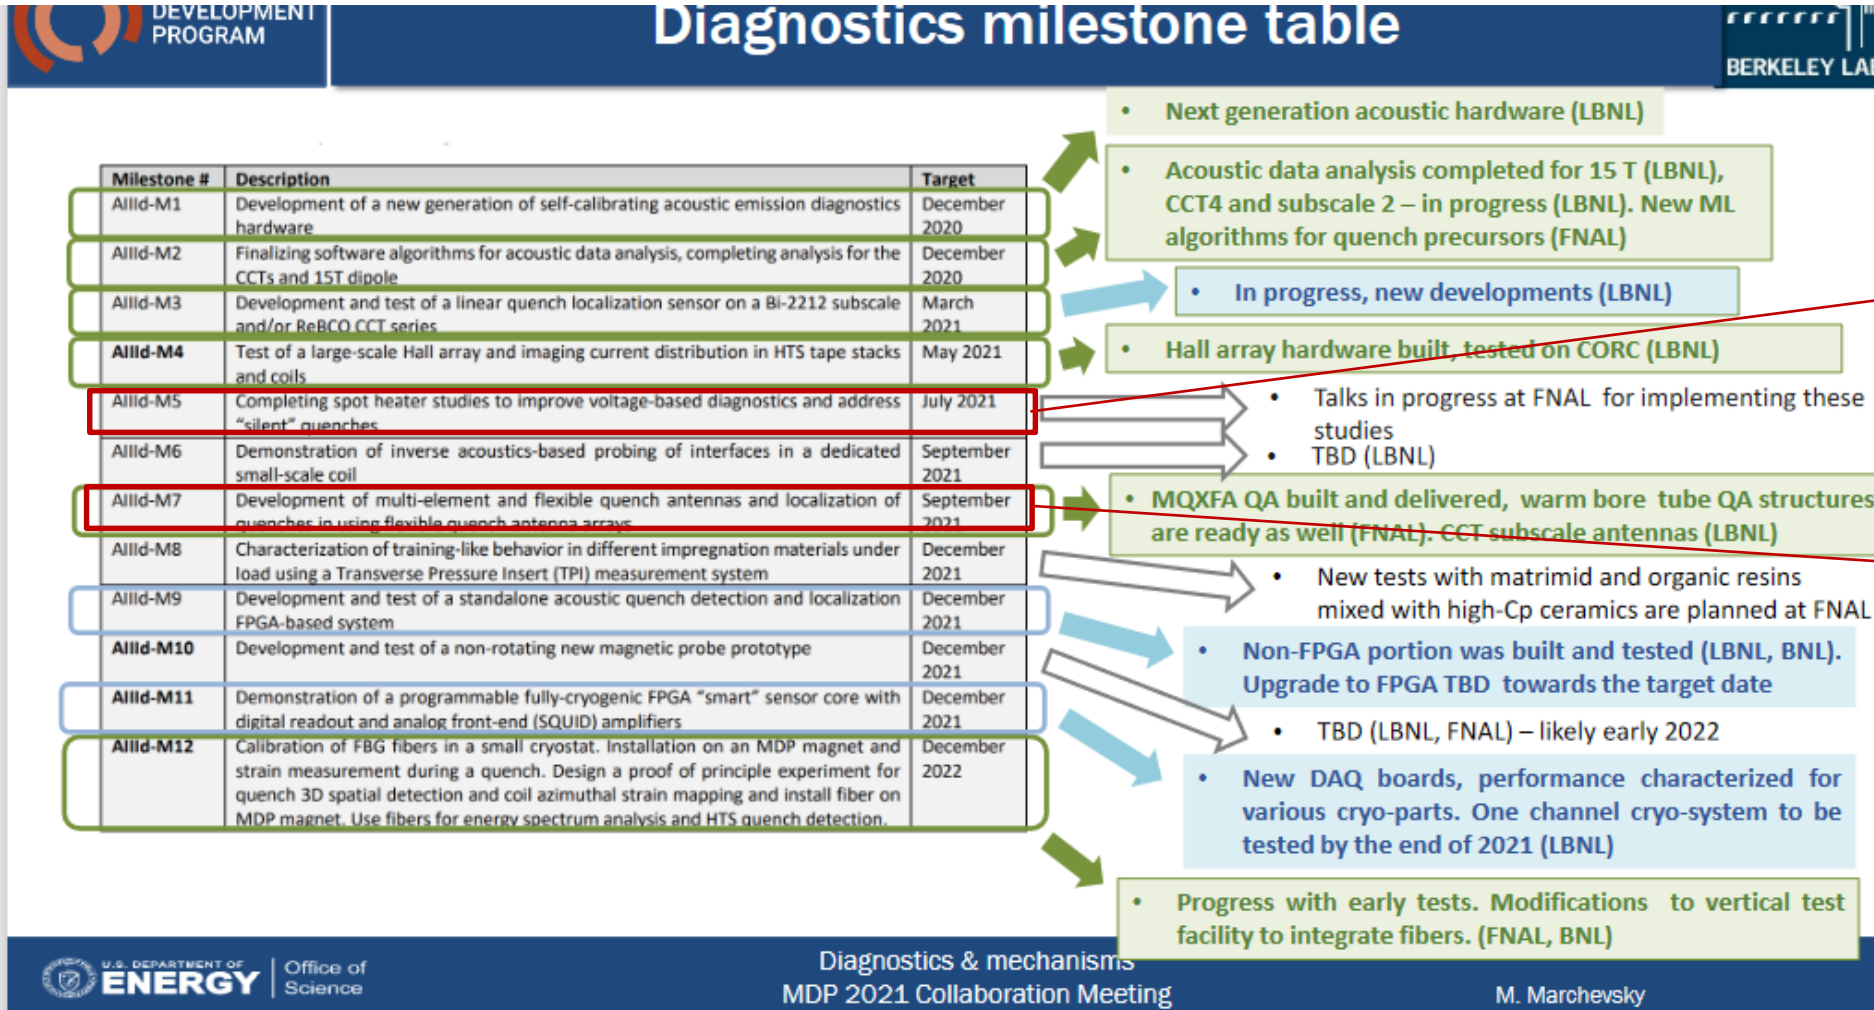 DEVELOPMENT
PROGRAM
Diagnostics milestone table
BERKELEY LAB
Milestone # Description Target
AIIId-M1 Development of a new generation of self-calibrating acoustic emission diagnostics December
hardware 2020
AIIId-M2 Finalizing software algorithms for acoustic data analysis, completing analysis for the December
CCTs and 15T dipole 2020
AIIId-M3 Development and test of a linear quench localization sensor on a Bi-2212 subscale March
and/or ReBCO CCT series 2021
AIIId-M4 Test of a large-scale Hall array and imaging current distribution in HTS tape stacks May 2021
and coils
AIIId-M5 Completing spot heater studies to improve voltage-based diagnostics and address July 2021
"silent" quenches
AIIId-M6 Demonstration of inverse acoustics-based probing of interfaces in a dedicated September
small-scale coil 2021
AIIId-M7 Development of multi-element and flexible quench antennas and localization of September
quenches in using flexible quench antenna arrays 2021
AIIId-M8 Characterization of training-like behavior in different impregnation materials under December
load using a Transverse Pressure Insert (TPI) measurement system 2021
AIIId-M9 Development and test of a standalone acoustic quench detection and localization December
FPGA-based system 2021
AIIId-M10 Development and test of a non-rotating new magnetic probe prototype December
2021
AIIId-M11 Demonstration of a programmable fully-cryogenic FPGA "smart" sensor core with December
digital readout and analog front-end (SQUID) amplifiers 2021
AIIId-M12 Calibration of FBG fibers in a small cryostat. Installation on an MDP magnet and December
strain measurement during a quench. Design a proof of principle experiment for 2022
quench 3D spatial detection and coil azimuthal strain mapping and install fiber on
MDP magnet. Use fibers for energy spectrum analysis and HTS quench detection.
• Next generation acoustic hardware (LBNL)
• Acoustic data analysis completed for 15 T (LBNL),
CCT4 and subscale 2 – in progress (LBNL). New ML
algorithms for quench precursors (FNAL)
• In progress, new developments (LBNL)
• Hall array hardware built, tested on CORC (LBNL)
• Talks in progress at FNAL for implementing these
studies
• TBD (LBNL)
• MQXFA QA built and delivered, warm bore tube QA structures
are ready as well (FNAL). CCT subscale antennas (LBNL)
• New tests with matrimid and organic resins
mixed with high-Cp ceramics are planned at FNAL
• Non-FPGA portion was built and tested (LBNL, BNL).
Upgrade to FPGA TBD towards the target date
• TBD (LBNL, FNAL) – likely early 2022
• New DAQ boards, performance characterized for
various cryo-parts. One channel cryo-system to be
tested by the end of 2021 (LBNL)
• Progress with early tests. Modifications to vertical test
facility to integrate fibers. (FNAL, BNL)
U.S. DEPARTMENT OF
ENERGY
Office of
Science
Diagnostics & mechanisms
MDP 2021 Collaboration Meeting
M. Marchevsky